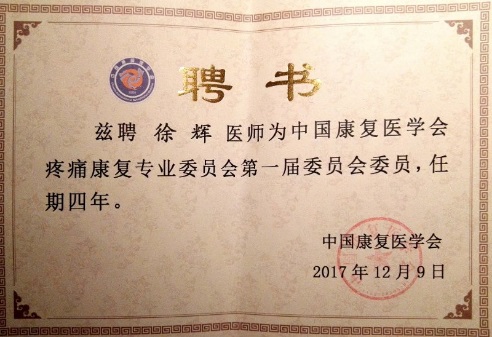 聘书
兹聘 徐辉 医师为中国康复医学会
疼痛康复专业委员会第一届委员会委员，任
期四年。
中国康复医学会
2017年12月9日